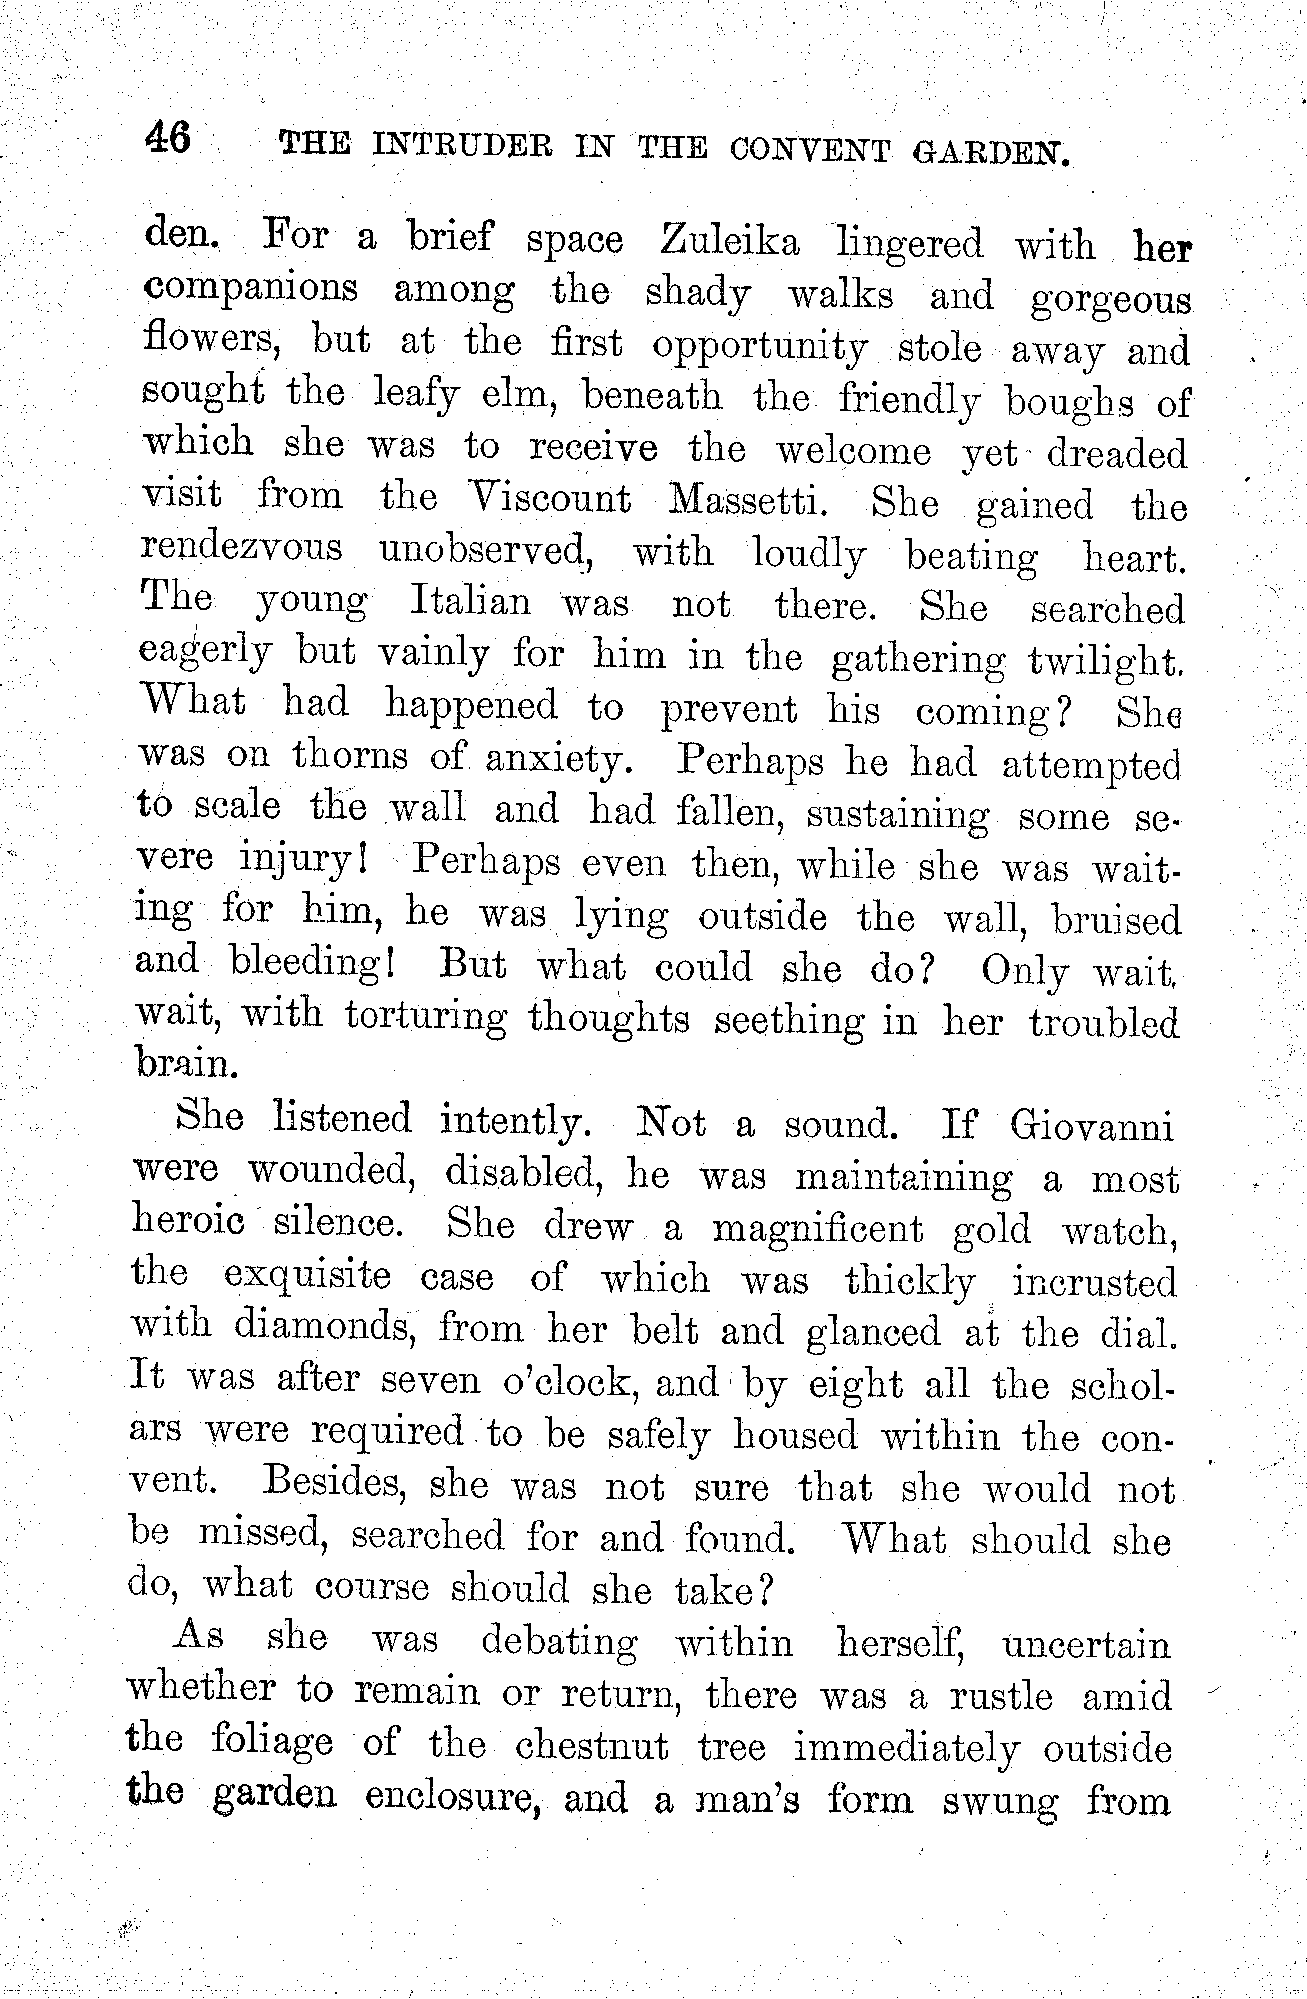 46 THE INTRUDER IN THE CONVENT GARDEN.
den. For a brief space Zuleika lingered with her
companions among the shady walks and gorgeous
flowers, but at the first opportunity stole away and
sought the leafy elm, beneath the friendly boughs of
which she was to receive the welcome yet dreaded
visit from the Viscount Massetti. She gained the
rendezvous unobserved, with loudly beating heart.
The young Italian was not there. She searched
eagerly but vainly for him in the gathering twilight.
What had happened to prevent his coming? She
was on thorns of anxiety. Perhaps he had attempted
to scale the wall and had fallen, sustaining some se-
vere injury! Perhaps even then, while she was wait-
ing for him, he was lying outside the wall, bruised
and bleeding! But what could she do? Only wait,
wait, with torturing thoughts seething in her troubled
brain.
She listened intently. Not a sound. If Giovanni
were wounded, disabled, he was maintaining a most
heroic silence. She drew a magnificent gold watch,
the exquisite case of which was thickly incrusted
with diamonds, from her belt and glanced at the dial.
It was after seven o'clock, and by eight all the schol-
ars were required to be safely housed within the con-
vent. Besides, she was not sure that she would not
be missed, searched for and found. What should she
do, what course should she take?
As she was debating within herself, uncertain
whether to remain or return, there was a rustle amid
the foliage of the chestnut tree immediately outside
the garden enclosure, and a man's form swung from